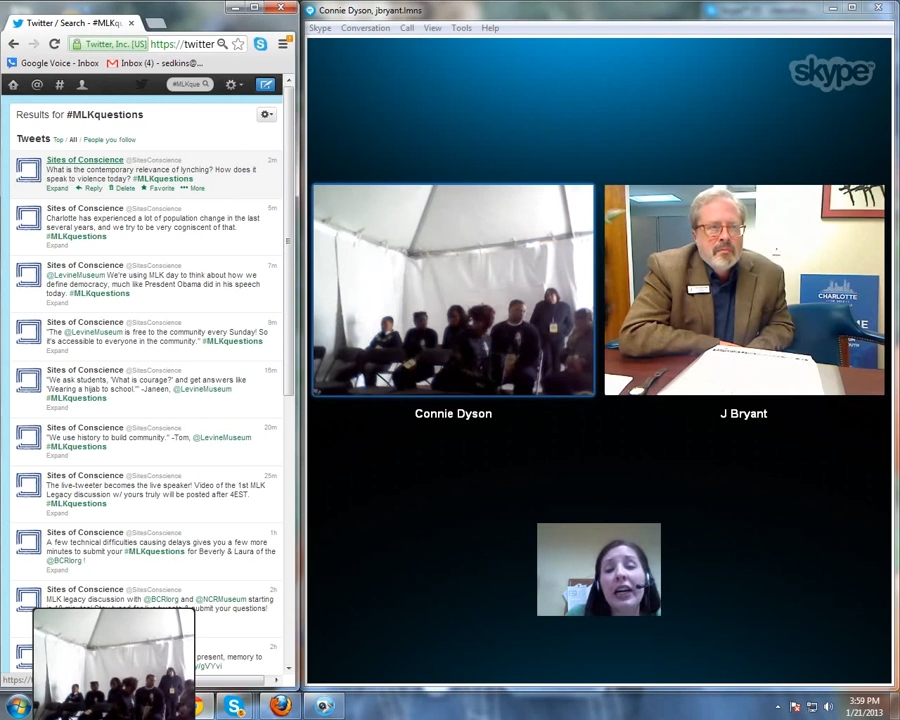 Twitter / Search - #MLKqu
Twitter, Inc. [US]
https://twitter
Google Voice - Inbox
Inbox (4) - sedkins@...
#MLKque
Results for #MLKquestions
Tweets Top / All / People you follow
Sites of Conscience @SitesConscience 2m
What is the contemporary relevance of lynching? How does it
speak to violence today? #MLKquestions
Expand Reply Delete Favorite More
Sites of Conscience @SitesConscience 5m
Charlotte has experienced a lot of population change in the last
several years, and we try to be very cogniscent of that.
#MLKquestions
Expand
Sites of Conscience @SitesConscience 7m
@LevineMuseum We're using MLK day to think about how we
define democracy, much like President Obama did in his speech
today. #MLKquestions
Expand
Sites of Conscience @SitesConscience 9m
"The @LevineMuseum is free to the community every Sunday! So
it's accessible to everyone in the community." #MLKquestions
Expand
Sites of Conscience @SitesConscience 16m
"We ask students, 'What is courage?' and get answers like
'Wearing a hijab to school.'" -Janeen, @LevineMuseum
#MLKquestions
Expand
Sites of Conscience @SitesConscience 20m
"We use history to build community." -Tom, @LevineMuseum
#MLKquestions
Expand
Sites of Conscience @SitesConscience 25m
The live-tweeter becomes the live speaker! Video of the 1st MLK
Legacy discussion w/ yours truly will be posted after 4EST.
#MLKquestions
Expand
Sites of Conscience @SitesConscience 1h
A few technical difficulties causing delays gives you a few more
minutes to submit your #MLKquestions for Beverly & Laura of the
@BCRIorg !
Expand
Sites of Conscience @SitesConscience 2h
MLK legacy discussion with @BCRIorg and @NCRMuseum starting
submit your questions!
2h
present, memory to
y/gVYvi
https://
Connie Dyson, jbryant.lmns
Skype Conversation Call View Tools Help
skype
CHARLOTTE
Connie Dyson
J Bryant
3:59 PM
1/21/2013